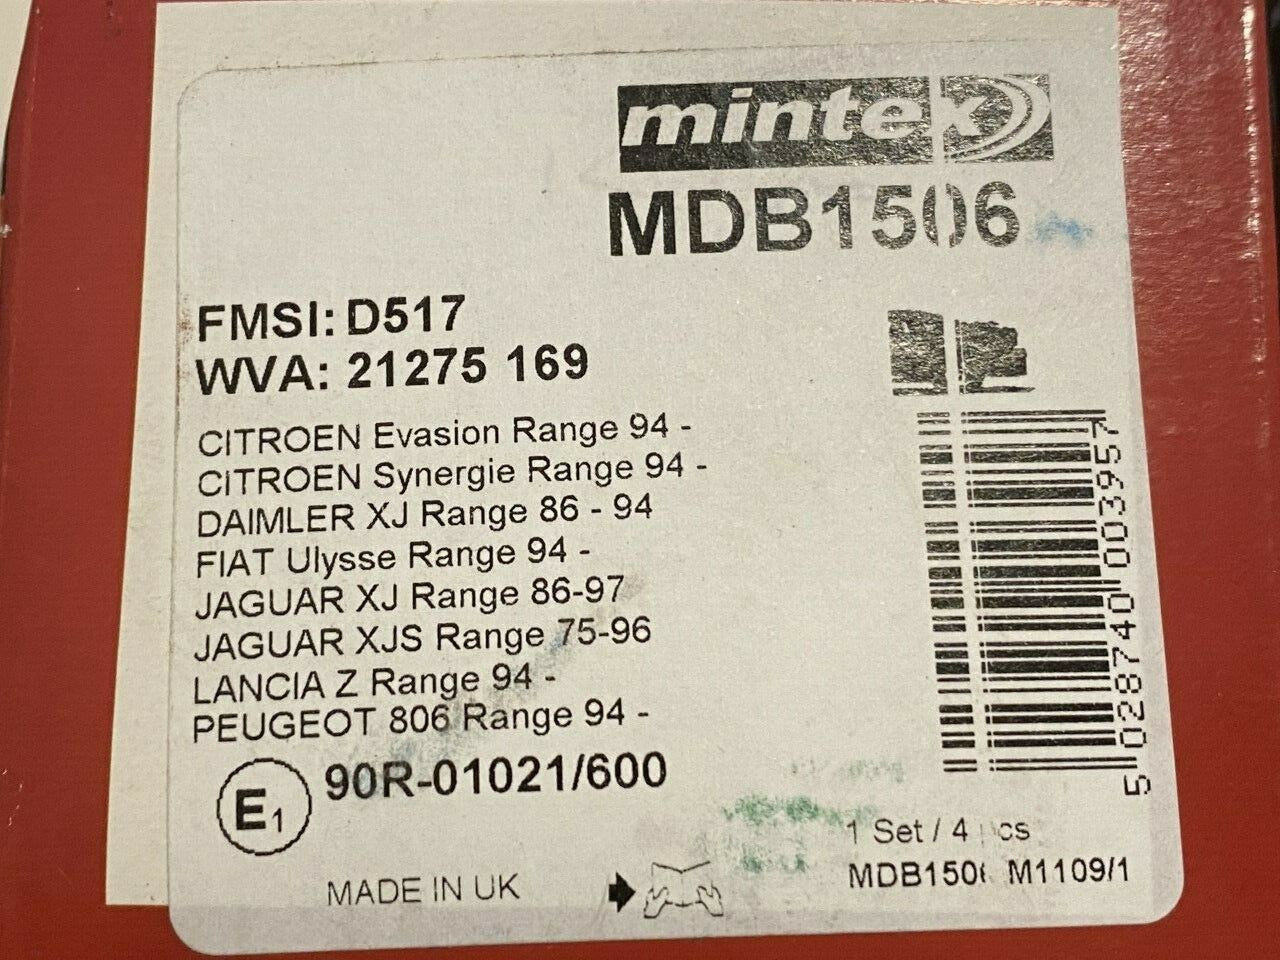 mintex
MDB1506
FMSI: D517
WVA: 21275 169
CITROEN Evasion Range 94 -
CITROEN Synergie Range 94 -
DAIMLER XJ Range 86 - 94
FIAT Ulysse Range 94 -
JAGUAR XJ Range 86-97
JAGUAR XJS Range 75-96
LANCIA Z Range 94 -
PEUGEOT 806 Range 94 -
E1 90R-01021/600
5 028740 003957
1 Set / 4 pcs
MADE IN UK
MDB1506 M1109/1